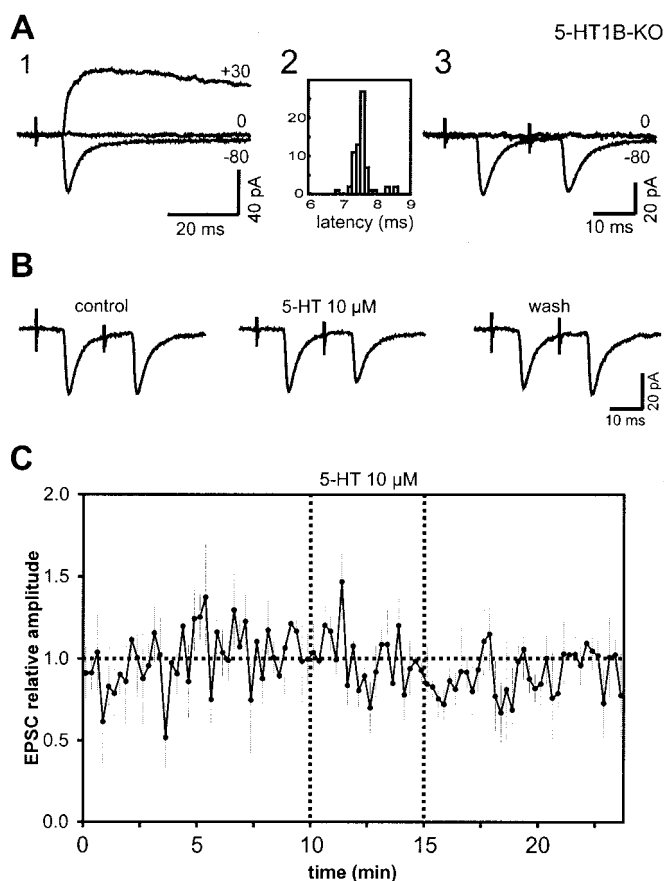 A
5-HT1B-KO
1
+30
0
-80
40 pA
20 ms
2
20
10
0
6 7 8 9
latency (ms)
3
0
-80
20 pA
10 ms
B
control
5-HT 10 µM
wash
20 pA
10 ms
C
5-HT 10 µM
2.0
1.5
1.0
0.5
0.0
EPSC relative amplitude
0 5 10 15 20
time (min)